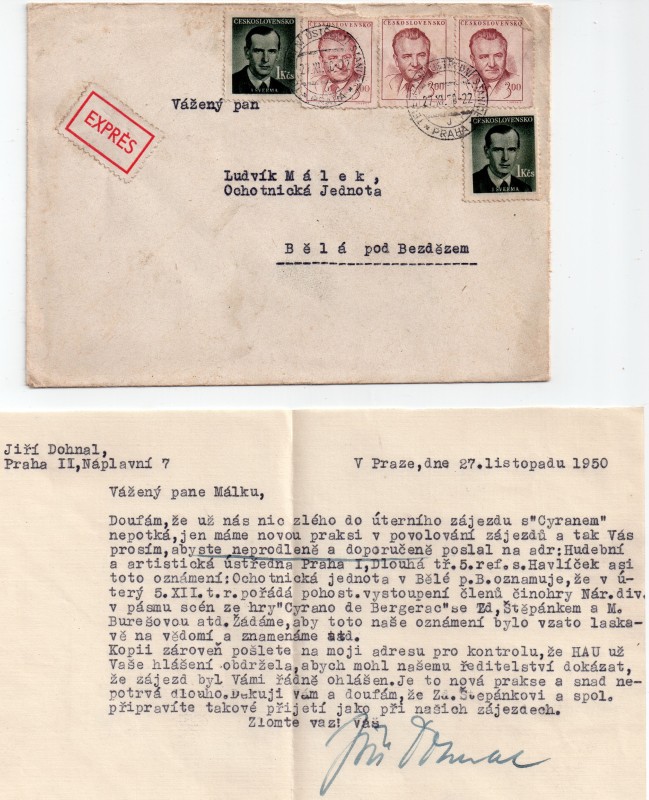 ČESKOSLOVENSKO
1Kčs
J. ŠVERMA
ČESKOSLOVENSKO
ČESKOSLOVENSKO
3.00
ČESKOSLOVENSKO
3.00
PRAHA
27.XI. -22
PRAHA
ČESKOSLOVENSKO
1Kčs
J. ŠVERMA
EXPRÈS
Vážený pan
Ludvík M á l e k ,
Ochotnická Jednota
B ě l á pod Bezdězem
Jiří Dohnal,
Praha II,Náplavní 7
V Praze,dne 27.listopadu 1950
Vážený pane Málku,
Doufám,že už nás nic zlého do úterního zájezdu s"Cyranem"
nepotká,jen máme novou praksi v povolování zájezdů a tak Vás
prosím,abyste neprodleně a doporučeně poslal na adr:Hudební
a artistická ústředna Praha I,Dlouhá tř.5.ref.s.Havlíček asi
toto oznámení:Ochotnická jednota v Bělé p.B.oznamuje,že v ú-
terý 5.XII.t.r.pořádá pohost.vystoupení členů činohry Nár.div.
v pásmu scén ze hry"Cyrano de Bergerac"se Zd,Štěpánkem a M.
Burešovou atd.Žádáme,aby toto naše oznámení bylo vzato laska-
vě na vědomí a znamenáme atd.
Kopii zároveň pošlete na moji adresu pro kontrolu,že HAU už
Vaše hlášení obdržela,abych mohl našemu ředitelství dokázat,
že zájezd byl Vámi řádně ohlášen.Je to nová prakse a snad ne-
potrvá dlouho.Děkuji Vám a doufám,že Zd.Štěpánkovi a spol.
připravíte takové přijetí jako při našich zájezdech.
Zlomte vaz! Váš
Jiří Dohnal